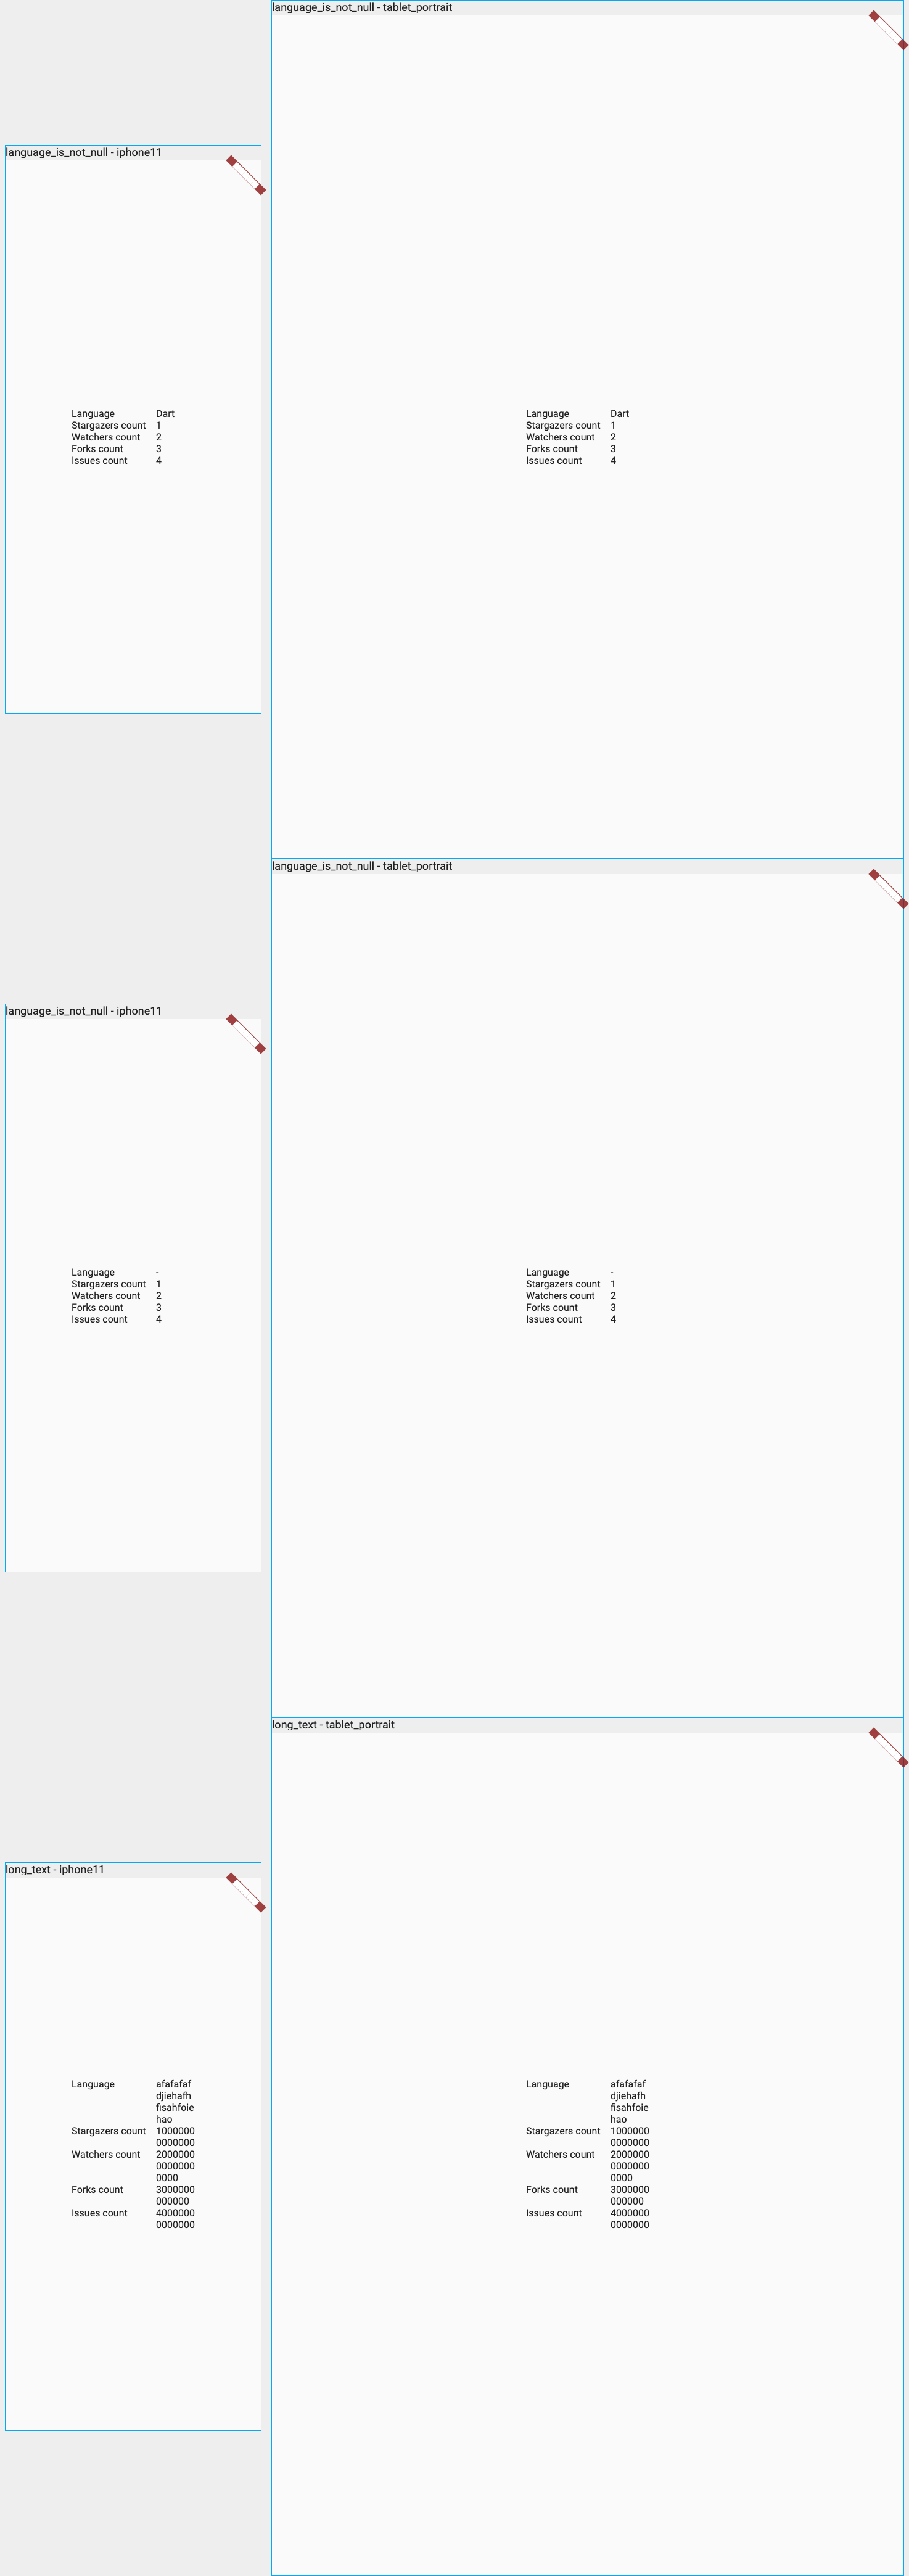 language_is_not_null - tablet_portrait
language_is_not_null - iphone11
Language Dart
Stargazers count 1
Watchers count 2
Forks count 3
Issues count 4
Language Dart
Stargazers count 1
Watchers count 2
Forks count 3
Issues count 4
language_is_not_null - tablet_portrait
language_is_not_null - iphone11
Language -
Stargazers count 1
Watchers count 2
Forks count 3
Issues count 4
Language -
Stargazers count 1
Watchers count 2
Forks count 3
Issues count 4
long_text - tablet_portrait
long_text - iphone11
Language afafafaf
djiehafh
fisahfoie
hao
Stargazers count 1000000
0000000
Watchers count 2000000
0000000
0000
Forks count 3000000
000000
Issues count 4000000
0000000
Language afafafaf
djiehafh
fisahfoie
hao
Stargazers count 1000000
0000000
Watchers count 2000000
0000000
0000
Forks count 3000000
000000
Issues count 4000000
0000000